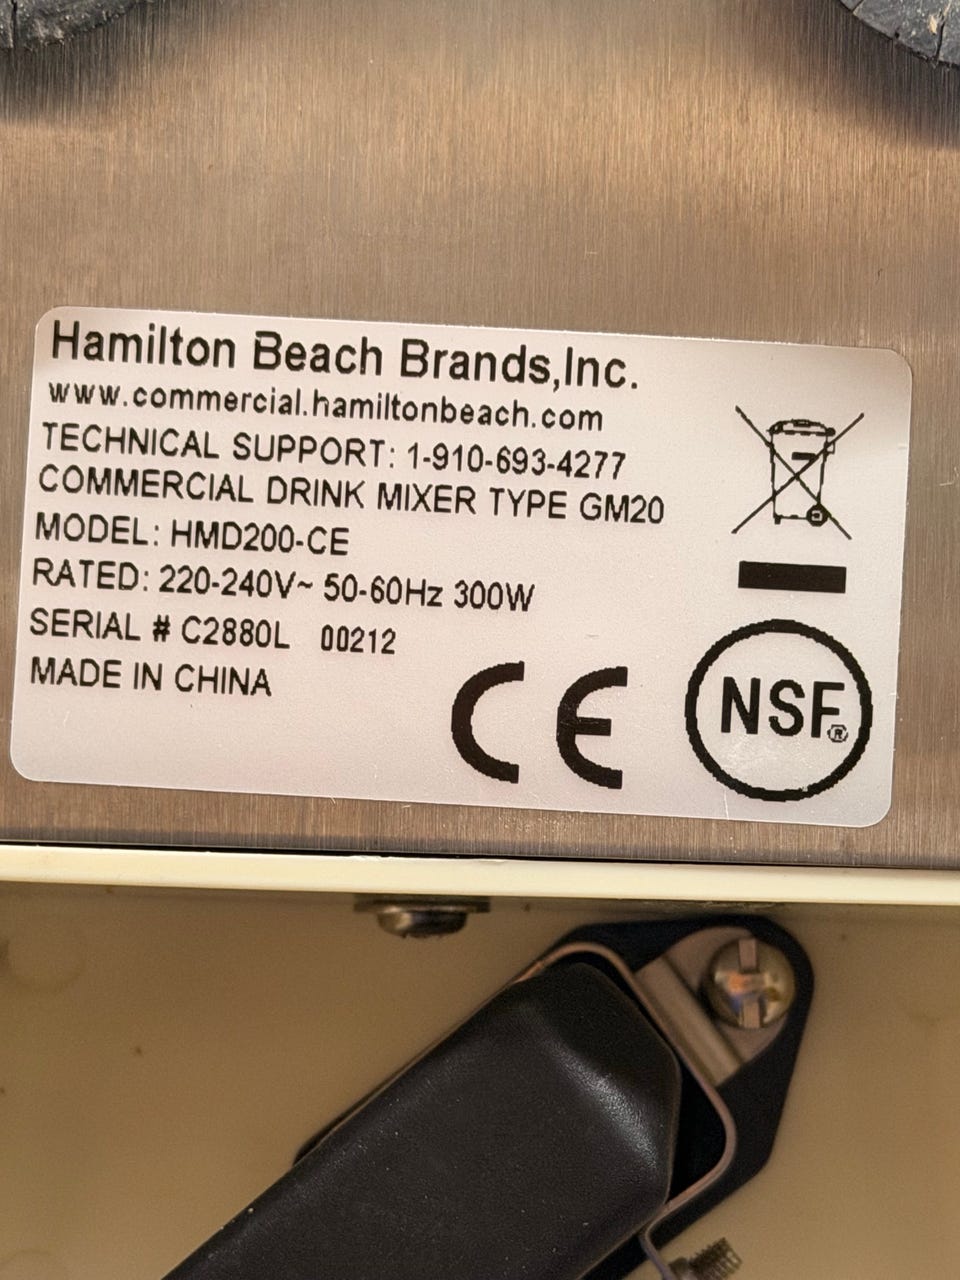 Hamilton Beach Brands,Inc.
www.commercial.hamiltonbeach.com
TECHNICAL SUPPORT: 1-910-693-4277
COMMERCIAL DRINK MIXER TYPE GM20
MODEL: HMD200-CE
RATED: 220-240V~ 50-60Hz 300W
SERIAL # C2880L 00212
MADE IN CHINA
CE
NSF®